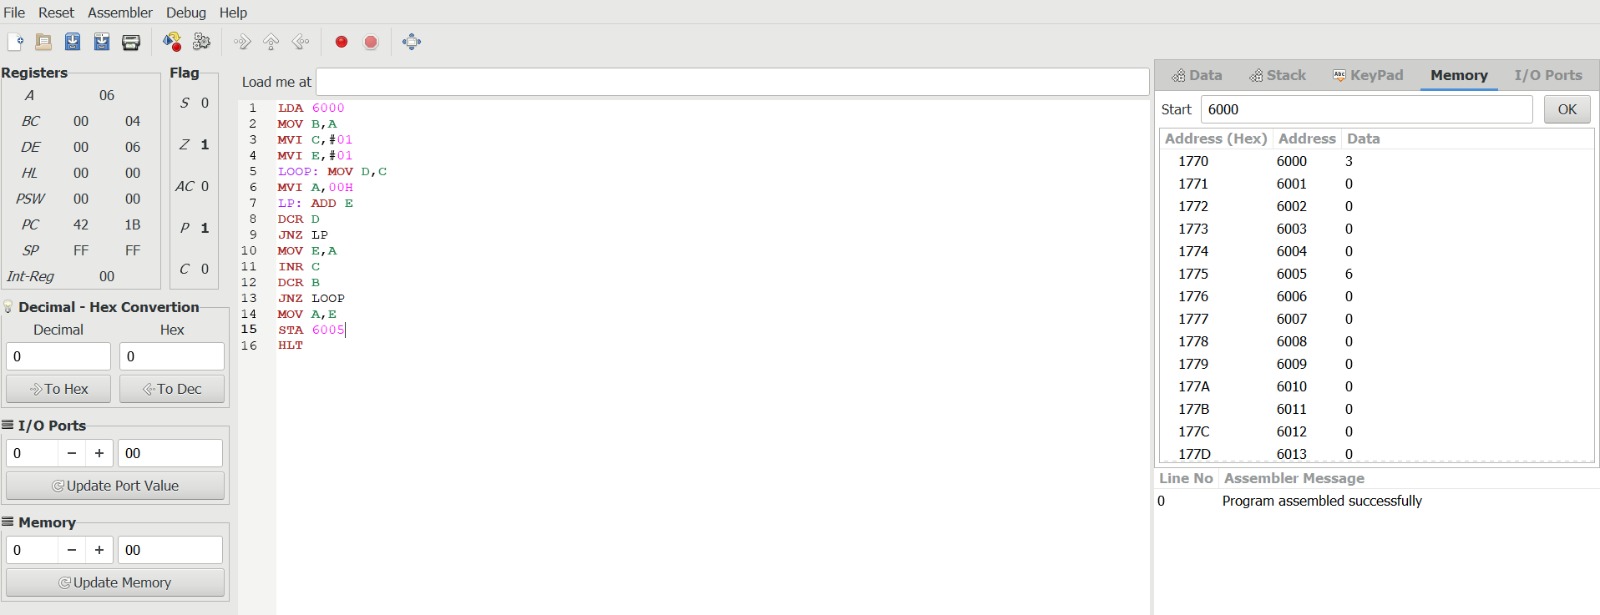 File Reset Assembler Debug Help
Registers
A 06
BC 00 04
DE 00 06
HL 00 00
PSW 00 00
PC 42 1B
SP FF FF
Int-Reg 00
Flag
S 0
Z 1
AC 0
P 1
C 0
Decimal - Hex Convertion
Decimal Hex
0 0
To Hex To Dec
I/O Ports
0 − + 00
Update Port Value
Memory
0 − + 00
Update Memory
Load me at
1 LDA 6000
2 MOV B,A
3 MVI C,#01
4 MVI E,#01
5 LOOP: MOV D,C
6 MVI A,00H
7 LP: ADD E
8 DCR D
9 JNZ LP
10 MOV E,A
11 INR C
12 DCR B
13 JNZ LOOP
14 MOV A,E
15 STA 6005
16 HLT
Data Stack Abc KeyPad Memory I/O Ports
Start 6000 OK
Address (Hex) Address Data
1770 6000 3
1771 6001 0
1772 6002 0
1773 6003 0
1774 6004 0
1775 6005 6
1776 6006 0
1777 6007 0
1778 6008 0
1779 6009 0
177A 6010 0
177B 6011 0
177C 6012 0
177D 6013 0
Line No Assembler Message
0 Program assembled successfully